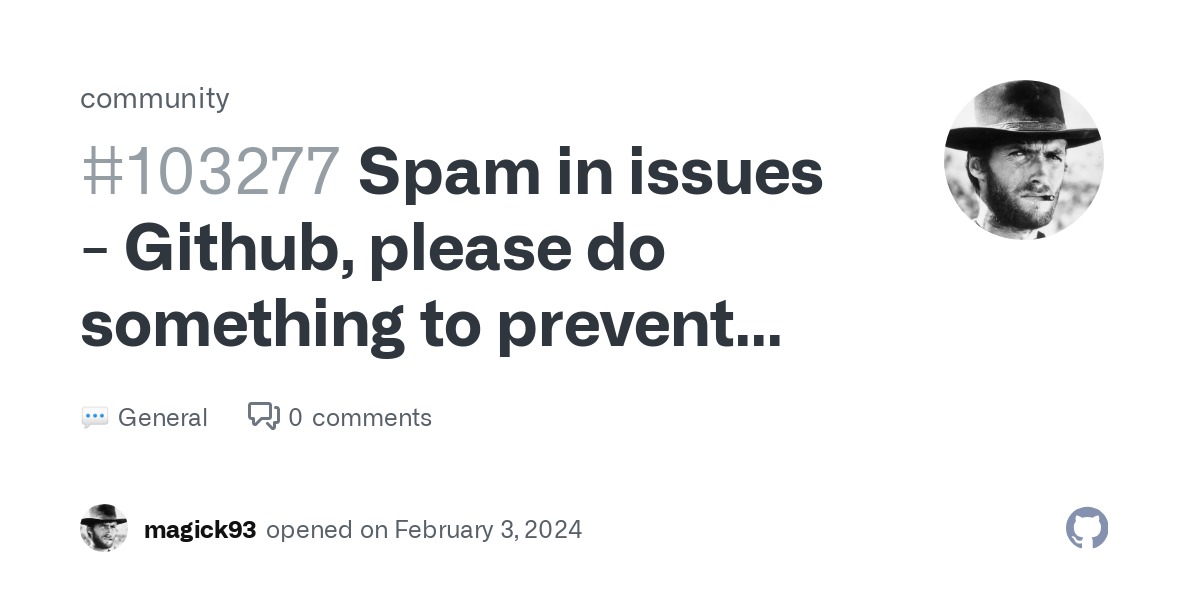 community
#103277 Spam in issues
- Github, please do
something to prevent...
General 0 comments
magick93 opened on February 3, 2024